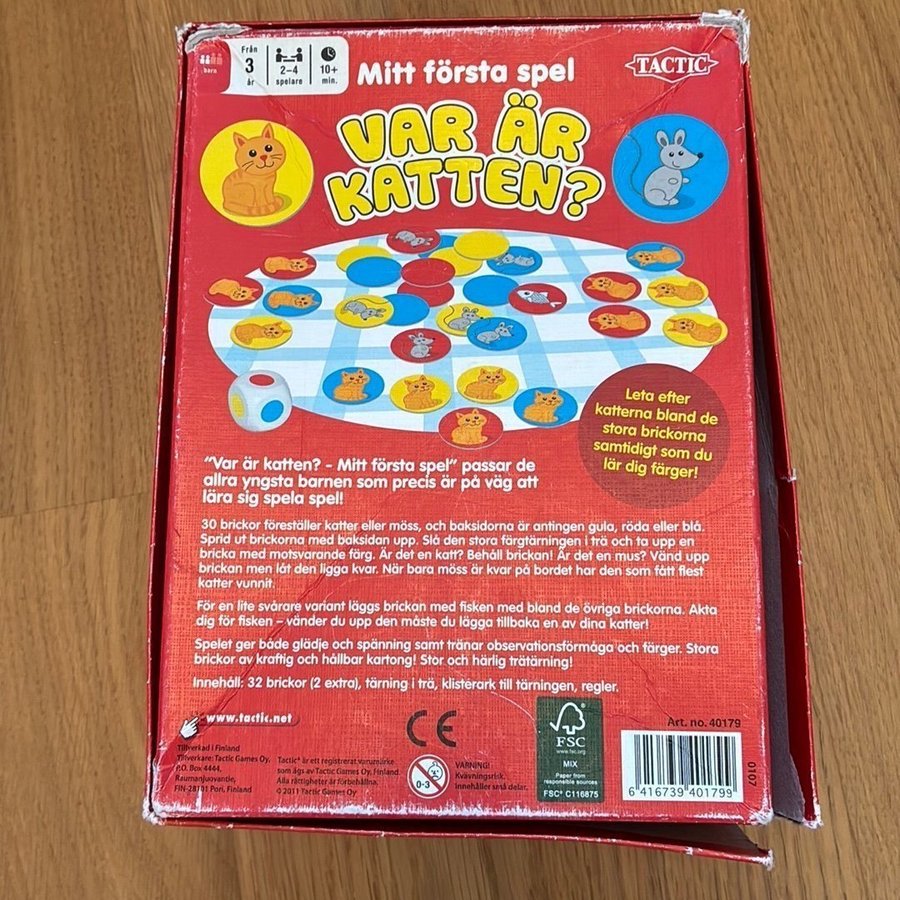 barn
Från
3
år
2-4
spelare
10+
min.
Mitt första spel
TACTIC
VAR ÄR
KATTEN?
Leta efter
katterna bland de
stora brickorna
samtidigt som du
lär dig färger!
"Var är katten? - Mitt första spel" passar de
allra yngsta barnen som precis är på väg att
lära sig spela spel!
30 brickor föreställer katter eller möss, och baksidorna är antingen gula, röda eller blå.
Sprid ut brickorna med baksidan upp. Slå den stora färgtärningen i trä och ta upp en
bricka med motsvarande färg. Är det en katt? Behåll brickan! Är det en mus? Vänd upp
brickan men låt den ligga kvar. När bara möss är kvar på bordet har den som fått flest
katter vunnit.
För en lite svårare variant läggs brickan med fisken med bland de övriga brickorna. Akta
dig för fisken – vänder du upp den måste du lägga tillbaka en av dina katter!
Spelet ger både glädje och spänning samt tränar observationsförmåga och färger. Stora
brickor av kraftig och hållbar kartong! Stor och härlig trätärning!
Innehåll: 32 brickor (2 extra), tärning i trä, klisterark till tärningen, regler.
www.tactic.net
Tillverkad i Finland
Tillverkare: Tactic Games Oy.
P.O. Box 4444,
Raumanjuovantie,
FIN-28101 Pori, Finland
Tactic® är ett registrerat varumärke
som ägs av Tactic Games Oy, Finland.
Alla rättigheter är förbehållna.
© 2011 Tactic Games Oy
CE
0-3
VARNING!
Kvävningsrisk.
Innehåller små delar.
FSC
www.fsc.org
MIX
Paper from
responsible sources
FSC® C116875
Art. no. 40179
6 416739 401799
01017